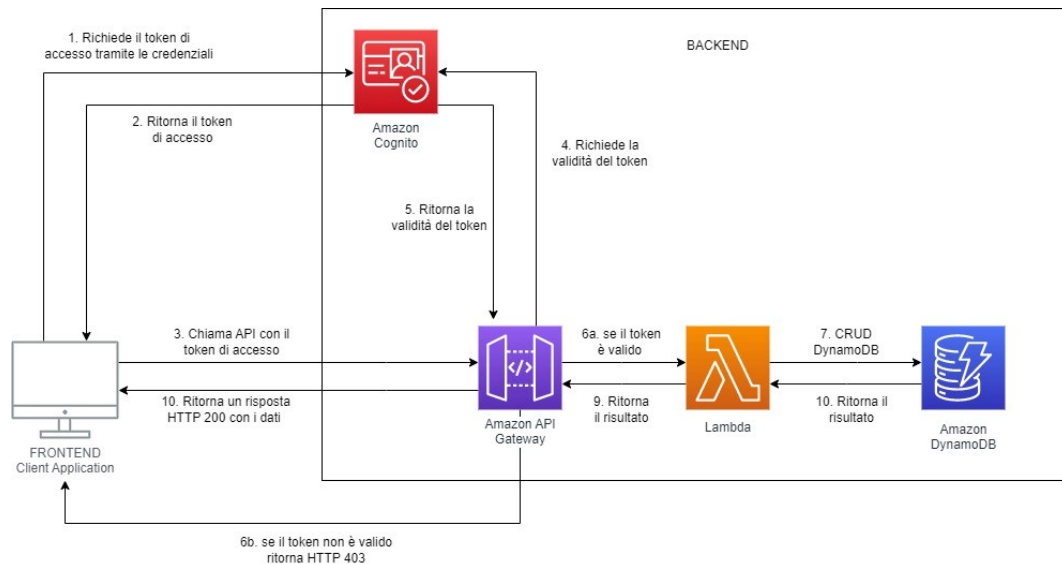 1. Richiede il token di
accesso tramite le credenziali
BACKEND
2. Ritorna il token
di accesso
Amazon
Cognito
4. Richiede la
validità del token
5. Ritorna la
validità del token
3. Chiama API con il
token di accesso
6a. se il token
è valido
7. CRUD
DynamoDB
10. Ritorna un risposta
HTTP 200 con i dati
9. Ritorna
il risultato
10. Ritorna il
risultato
FRONTEND
Client Application
Amazon API
Gateway
Lambda
Amazon
DynamoDB
6b. se il token non è valido
ritorna HTTP 403